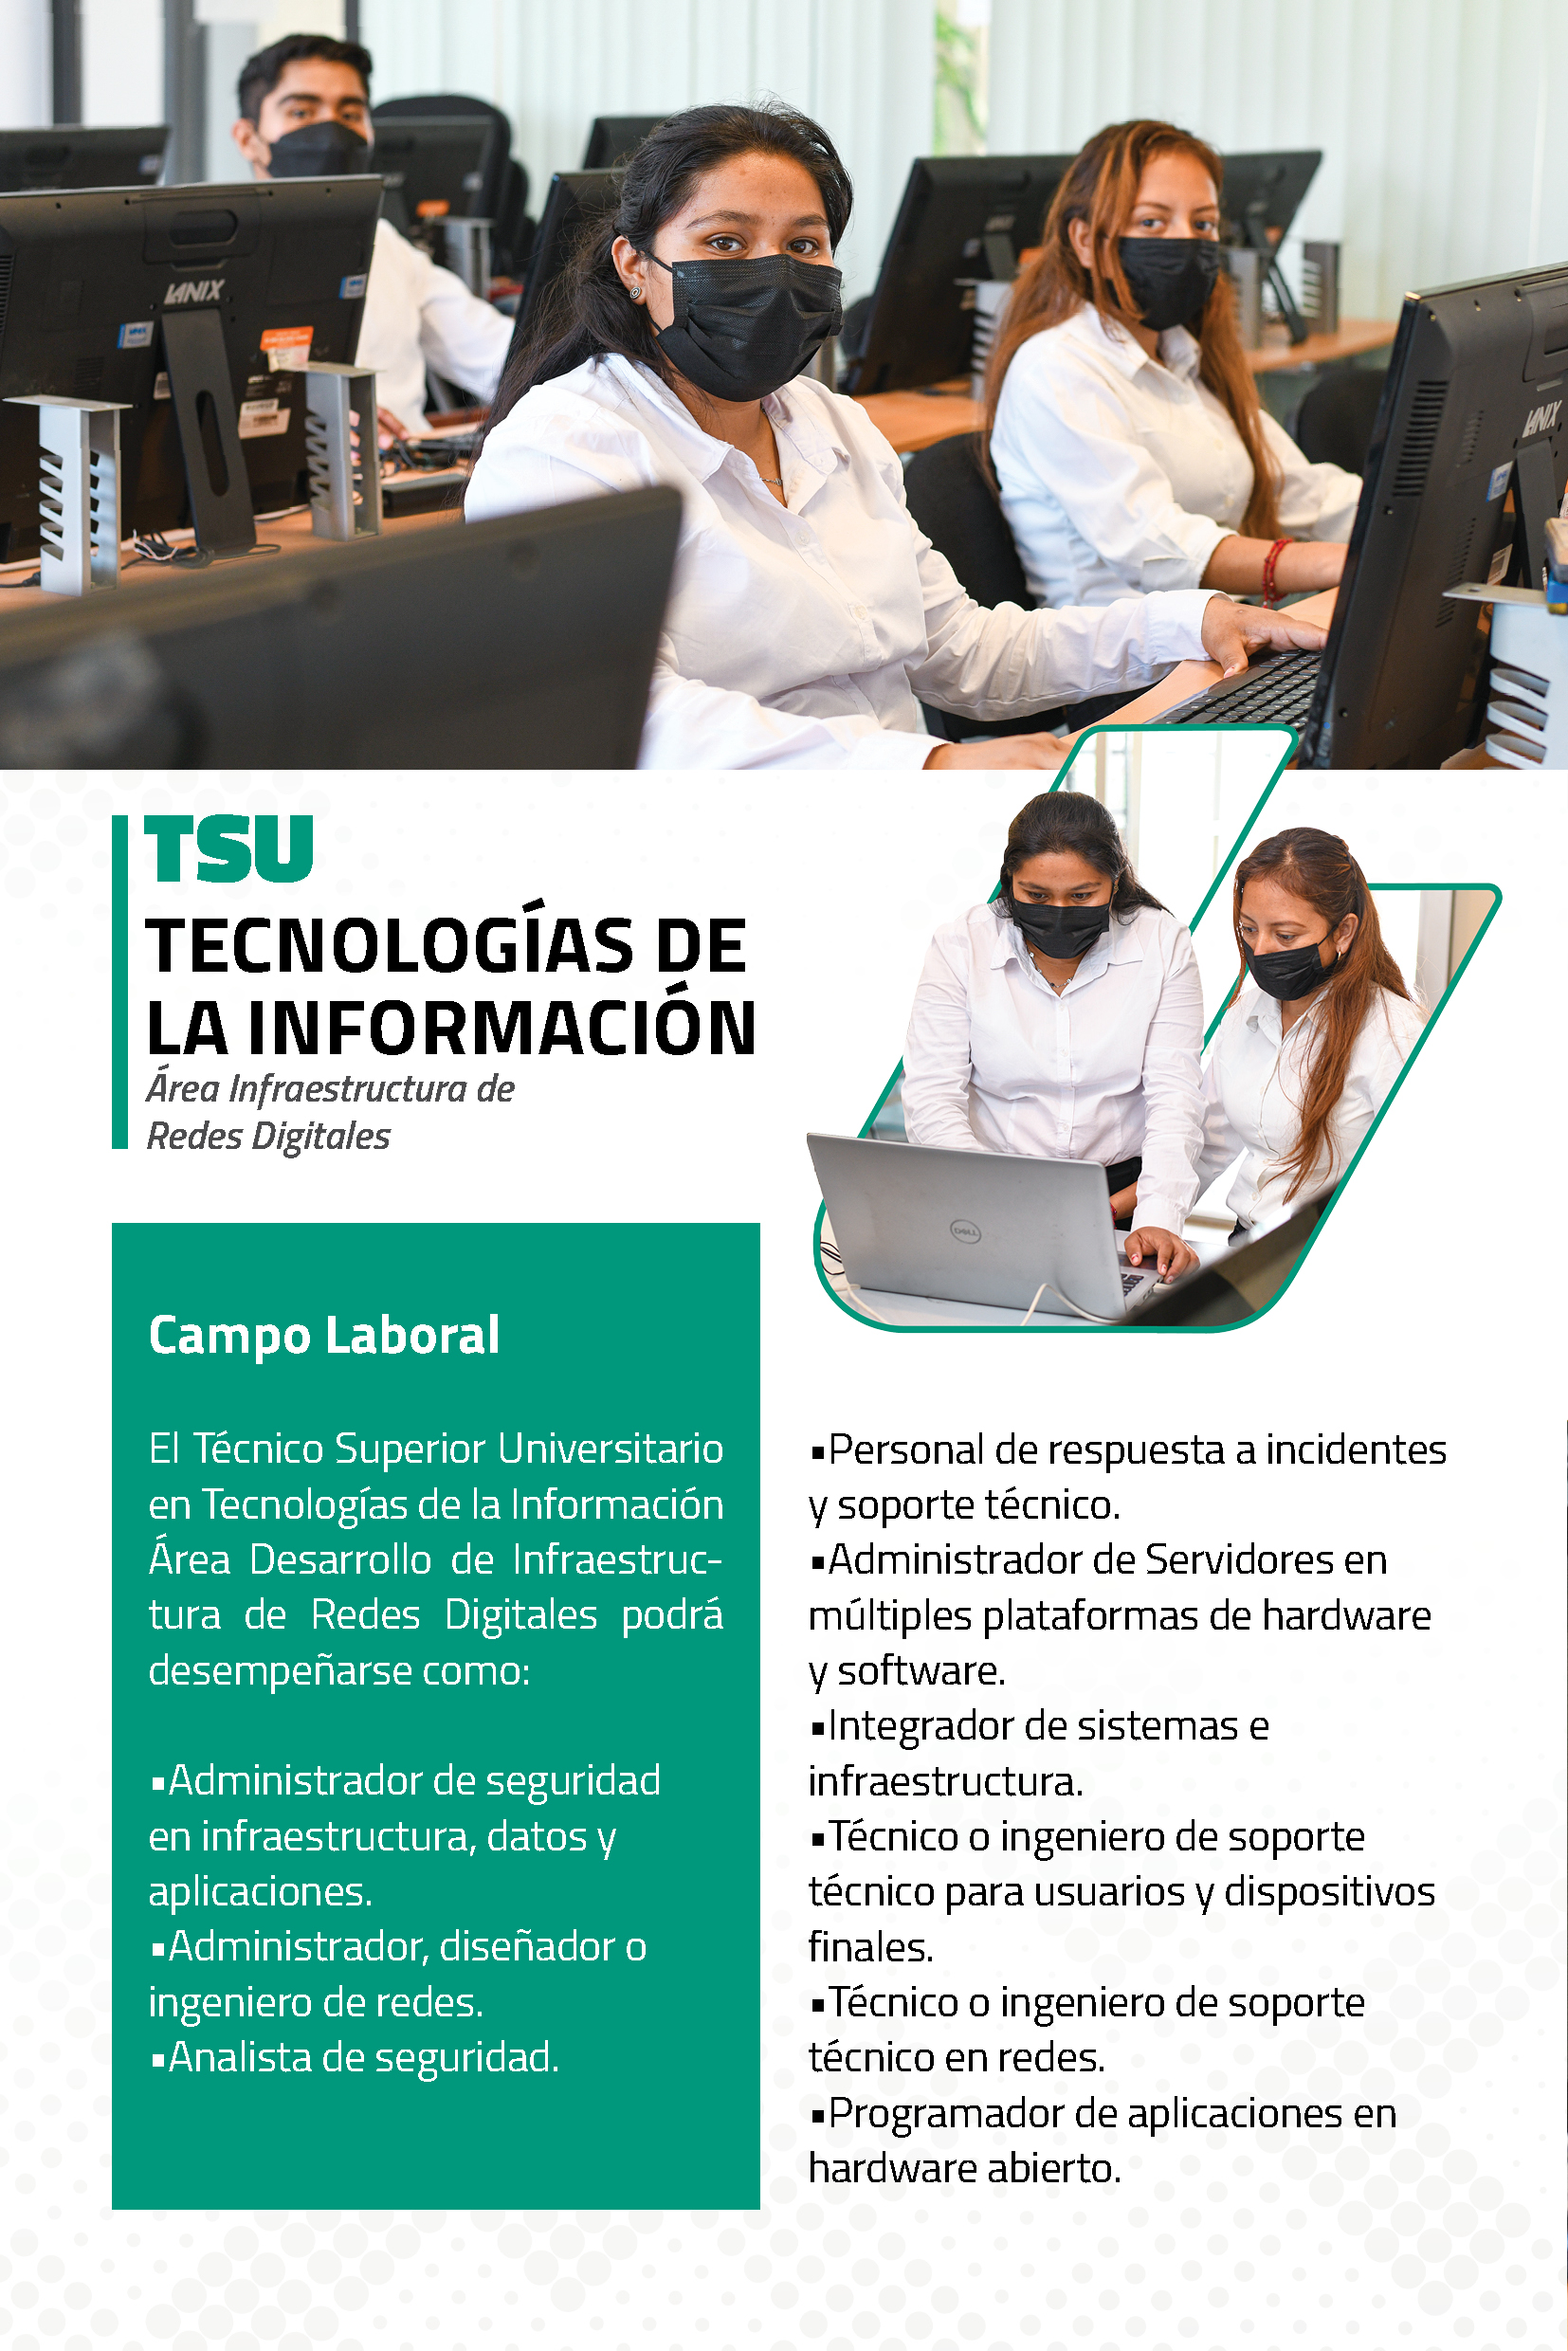 LANIX
LANIX
TSU
TECNOLOGÍAS DE
LA INFORMACIÓN
Área Infraestructura de
Redes Digitales
DELL
Campo Laboral
El Técnico Superior Universitario
en Tecnologías de la Información
Área Desarrollo de Infraestruc-
tura de Redes Digitales podrá
desempeñarse como:
▪Administrador de seguridad
en infraestructura, datos y
aplicaciones.
▪Administrador, diseñador o
ingeniero de redes.
▪Analista de seguridad.
▪Personal de respuesta a incidentes
y soporte técnico.
▪Administrador de Servidores en
múltiples plataformas de hardware
y software.
▪Integrador de sistemas e
infraestructura.
▪Técnico o ingeniero de soporte
técnico para usuarios y dispositivos
finales.
▪Técnico o ingeniero de soporte
técnico en redes.
▪Programador de aplicaciones en
hardware abierto.